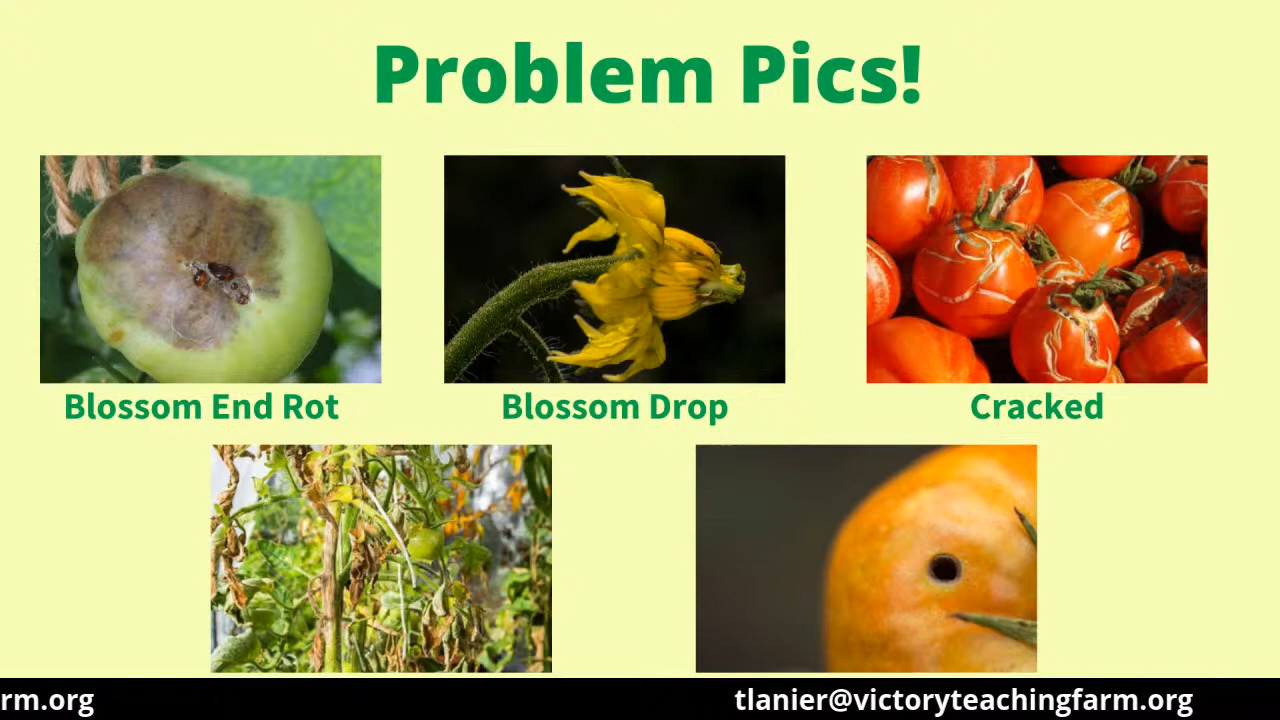 Problem Pics!
Blossom End Rot
Blossom Drop
Cracked
rm.org
tlanier@victoryteachingfarm.org